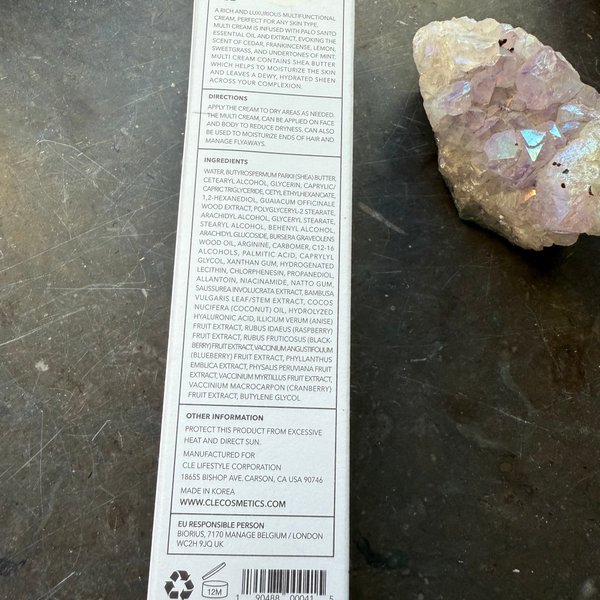 A RICH AND LUXURIOUS MULTIFUNCTIONAL
CREAM, PERFECT FOR ANY SKIN TYPE.
MULTI CREAM IS INFUSED WITH PALO SANTO
ESSENTIAL OIL AND EXTRACT, EVOKING THE
SCENT OF CEDAR, FRANKINCENSE, LEMON,
SWEETGRASS, AND UNDERTONES OF MINT.
MULTI CREAM CONTAINS SHEA BUTTER
WHICH HELPS TO MOISTURIZE THE SKIN
AND LEAVES A DEWY, HYDRATED SHEEN
ACROSS YOUR COMPLEXION.
DIRECTIONS
APPLY THE CREAM TO DRY AREAS AS NEEDED.
THE MULTI CREAM, CAN BE APPLIED ON FACE
AND BODY TO REDUCE DRYNESS. CAN ALSO
BE USED TO MOISTURIZE ENDS OF HAIR AND
MANAGE FLYAWAYS.
INGREDIENTS
WATER, BUTYROSPERMUM PARKII (SHEA) BUTTER,
CETEARYL ALCOHOL, GLYCERIN, CAPRYLIC/
CAPRIC TRIGLYCERIDE, CETYL ETHYLHEXANOATE,
1,2-HEXANEDIOL, GUAIACUM OFFICINALE
WOOD EXTRACT, POLYGLYCERYL-2 STEARATE,
ARACHIDYL ALCOHOL, GLYCERYL STEARATE,
STEARYL ALCOHOL, BEHENYL ALCOHOL,
ARACHIDYL GLUCOSIDE, BURSERA GRAVEOLENS
WOOD OIL, ARGININE, CARBOMER, C12-16
ALCOHOLS, PALMITIC ACID, CAPRYLYL
GLYCOL, XANTHAN GUM, HYDROGENATED
LECITHIN, CHLORPHENESIN, PROPANEDIOL,
ALLANTOIN, NIACINAMIDE, NATTO GUM,
SAUSSUREA INVOLUCRATA EXTRACT, BAMBUSA
VULGARIS LEAF/STEM EXTRACT, COCOS
NUCIFERA (COCONUT) OIL, HYDROLYZED
HYALURONIC ACID, ILLICIUM VERUM (ANISE)
FRUIT EXTRACT, RUBUS IDAEUS (RASPBERRY)
FRUIT EXTRACT, RUBUS FRUTICOSUS (BLACK-
BERRY) FRUIT EXTRACT, VACCINIUM ANGUSTIFOLIUM
(BLUEBERRY) FRUIT EXTRACT, PHYLLANTHUS
EMBLICA EXTRACT, PHYSALIS PERUVIANA FRUIT
EXTRACT, VACCINIUM MYRTILLUS FRUIT EXTRACT,
VACCINIUM MACROCARPON (CRANBERRY)
FRUIT EXTRACT, BUTYLENE GLYCOL
OTHER INFORMATION
PROTECT THIS PRODUCT FROM EXCESSIVE
HEAT AND DIRECT SUN.
MANUFACTURED FOR
CLE LIFESTYLE CORPORATION
18655 BISHOP AVE, CARSON, CA USA 90746
MADE IN KOREA
WWW.CLECOSMETICS.COM
EU RESPONSIBLE PERSON
BIORIUS, 7170 MANAGE BELGIUM / LONDON
WC2H 9JQ UK
12M
1 90488 00041 5